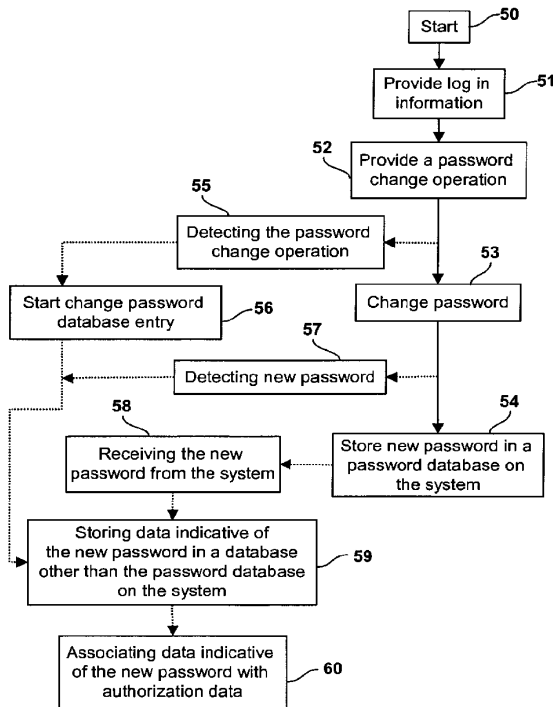 50
Start
51
Provide log in
information
52
Provide a password
change operation
55
Detecting the password
change operation
53
Change password
Start change password
database entry
56
57
Detecting new password
54
Store new password in a
password database on
the system
58
Receiving the new
password from the system
Storing data indicative of
the new password in a database
other than the password database
on the system
59
Associating data indicative
of the new password with
authorization data
60